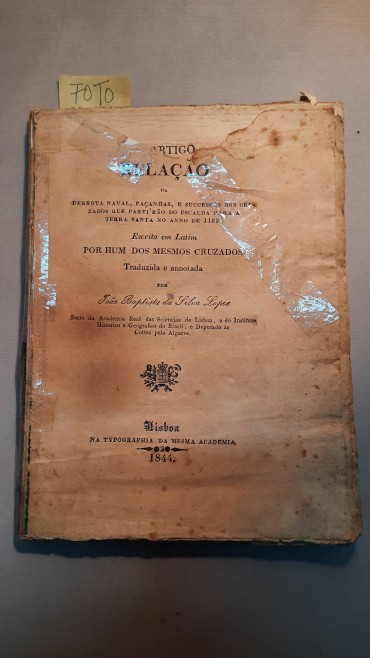 FOTO
ARTIGO
RELAÇÃO
DA
DERROTA NAVAL, FAÇANHAS, E SUCCESSOS DOS CRU-
ZADOS QUE PARTI'RÃO DO ESCALDA PARA A
TERRA SANTA NO ANNO DE 1189
Escrita em Latim
POR HUM DOS MESMOS CRUZADOS
Traduzida e annotada
POR
João Baptista da Silva Lopes
Socio da Academia Real das Sciencias de Lisboa, e do Instituto
Historico e Geografico do Brasil; e Deputado ás
Cortes pelo Algarve.
Lisboa
NA TYPOGRAPHIA DA MESMA ACADEMIA.
1844.